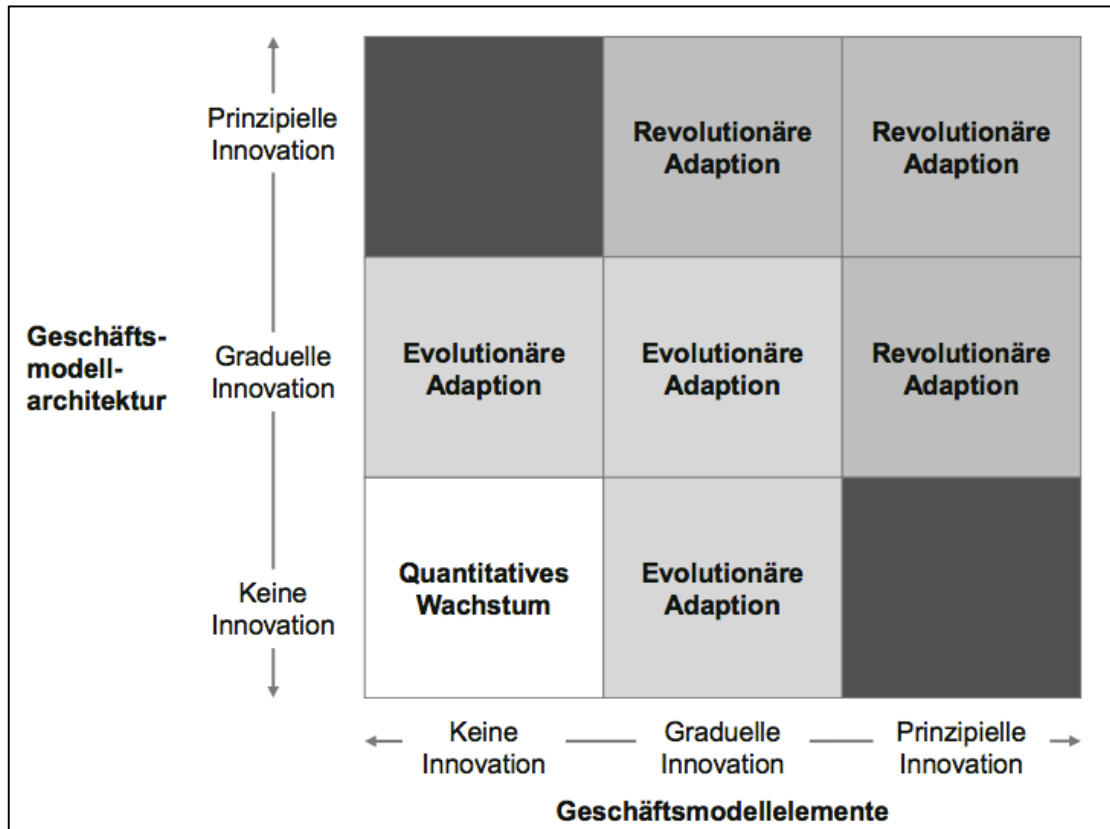 Prinzipielle
Innovation
Revolutionäre
Adaption
Revolutionäre
Adaption
Geschäfts-
modell-
architektur
Graduelle
Innovation
Evolutionäre
Adaption
Evolutionäre
Adaption
Revolutionäre
Adaption
Keine
Innovation
Quantitatives
Wachstum
Evolutionäre
Adaption
Keine
Innovation
Graduelle
Innovation
Prinzipielle
Innovation
Geschäftsmodellelemente